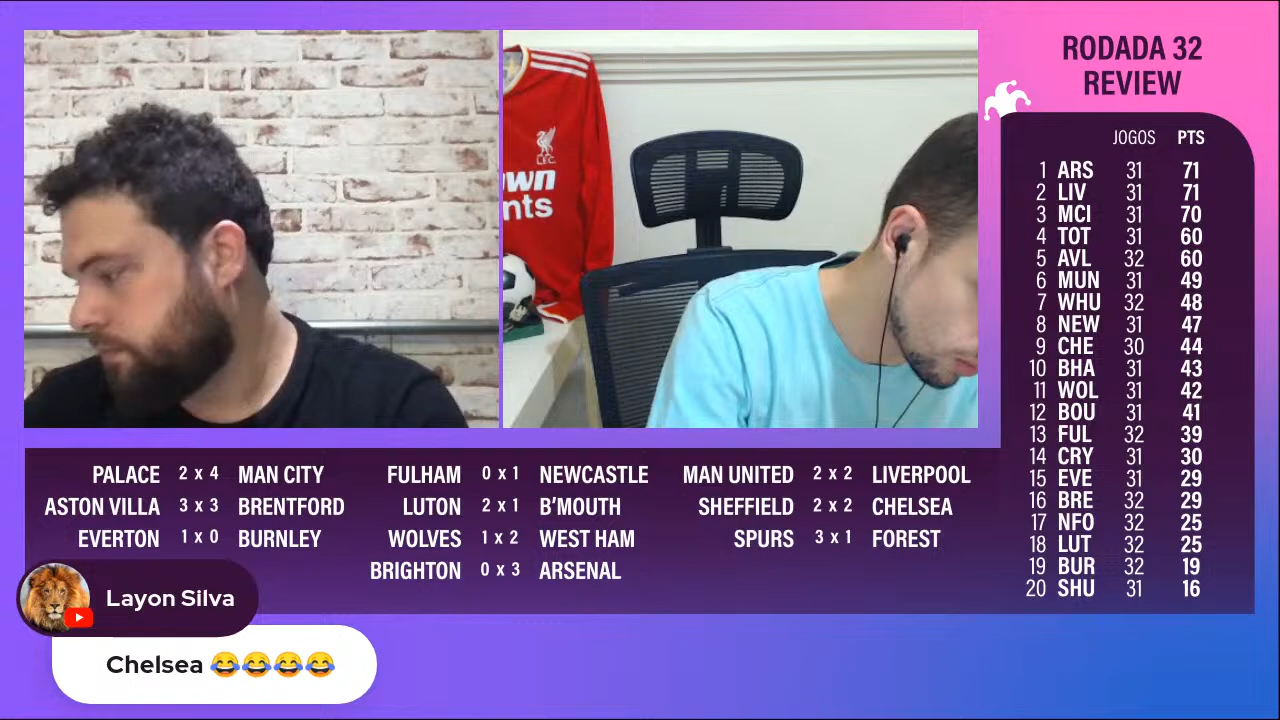 RODADA 32
REVIEW
JOGOS PTS
1 ARS 31 71
2 LIV 31 71
3 MCI 31 70
4 TOT 31 60
5 AVL 32 60
6 MUN 31 49
7 WHU 32 48
8 NEW 31 47
9 CHE 30 44
10 BHA 31 43
11 WOL 31 42
12 BOU 31 41
13 FUL 32 39
14 CRY 31 30
15 EVE 31 29
16 BRE 32 29
17 NFO 32 25
18 LUT 32 25
19 BUR 32 19
20 SHU 31 16
L.F.C.
wn
nts
PALACE 2 x 4 MAN CITY
ASTON VILLA 3 x 3 BRENTFORD
EVERTON 1 x 0 BURNLEY
FULHAM 0 x 1 NEWCASTLE
LUTON 2 x 1 B'MOUTH
WOLVES 1 x 2 WEST HAM
BRIGHTON 0 x 3 ARSENAL
MAN UNITED 2 x 2 LIVERPOOL
SHEFFIELD 2 x 2 CHELSEA
SPURS 3 x 1 FOREST
Layon Silva
Chelsea 😂😂😂😂